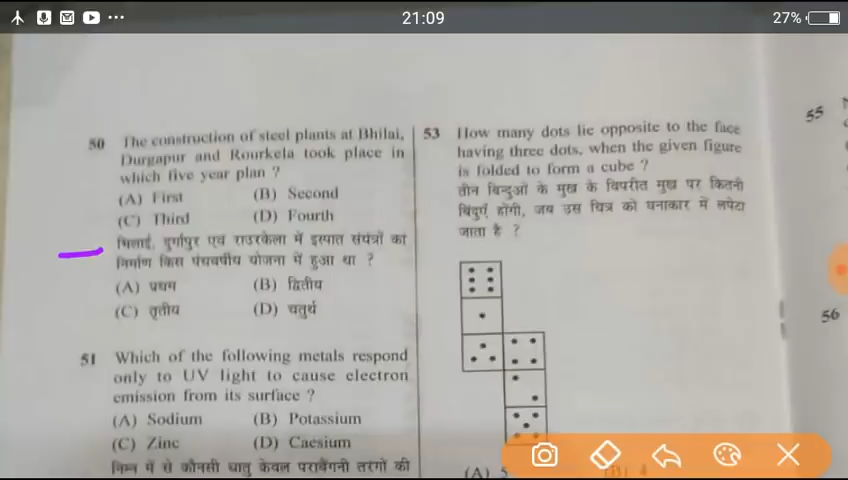 21:09
27%
50 The construction of steel plants at Bhilai,
Durgapur and Rourkela took place in
which five year plan ?
(A) First (B) Second
(C) Third (D) Fourth
भिलाई, दुर्गापुर एवं राउरकेला में इस्पात संयंत्रों का
निर्माण किस पंचवर्षीय योजना में हुआ था ?
(A) प्रथम (B) द्वितीय
(C) तृतीय (D) चतुर्थ
51 Which of the following metals respond
only to UV light to cause electron
emission from its surface ?
(A) Sodium (B) Potassium
(C) Zinc (D) Caesium
निम्न में से कौनसी धातु केवल पराबैंगनी तरंगों की
53 How many dots lie opposite to the face
having three dots, when the given figure
is folded to form a cube ?
तीन बिन्दुओं के मुख के विपरीत मुख पर कितनी
बिंदुएँ होंगी, जब उस चित्र को घनाकार में लपेटा
जाता है ?
(A) 5 (B) 4
55
56